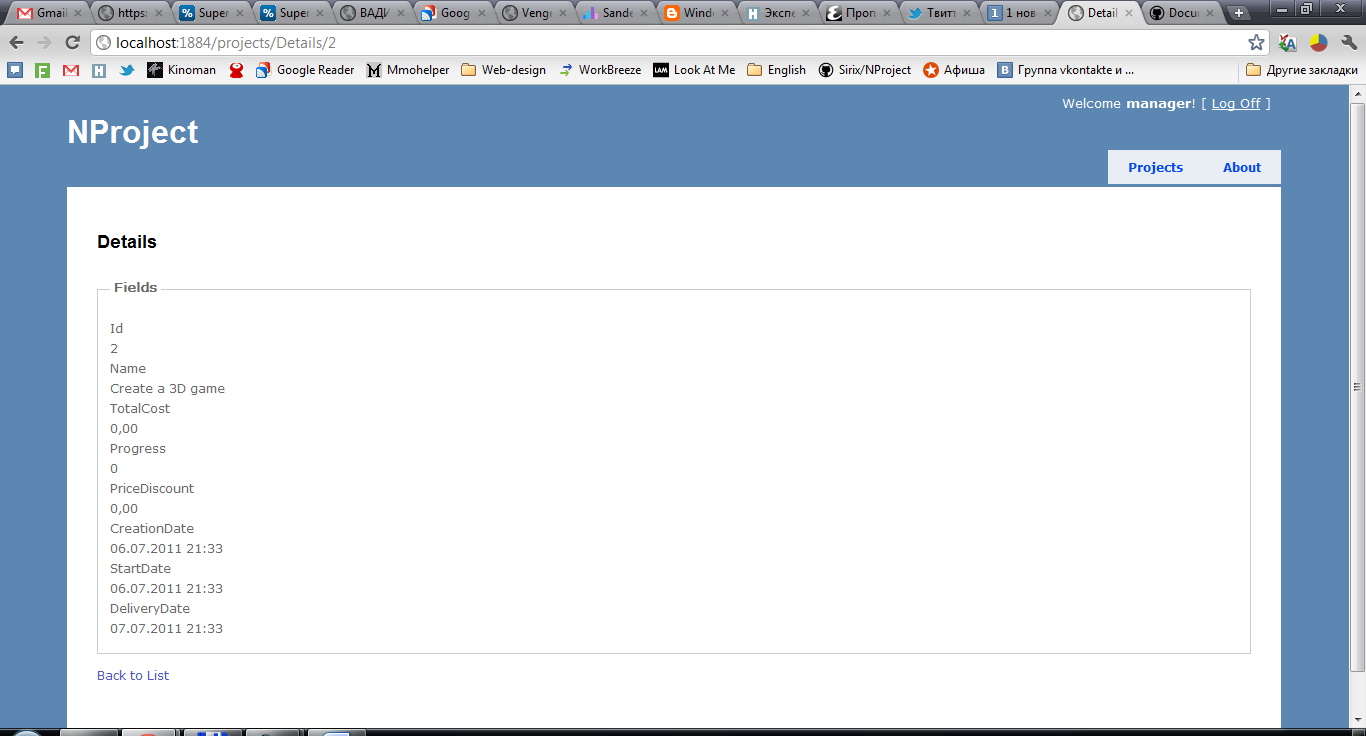 Gmail
https:
Super
Super
ВАДИ
Goog
Venge
Sande
Windo
Экспе
Проп
Твитт
1 нов
Detail
Docu
localhost:1884/projects/Details/2
Kinoman
Google Reader
Mmohelper
Web-design
WorkBreeze
LAM Look At Me
English
Sirix/NProject
Афиша
Группа vkontakte и ...
Другие закладки
Welcome manager! [ Log Off ]
NProject
Projects
About
Details
Fields
Id
2
Name
Create a 3D game
TotalCost
0,00
Progress
0
PriceDiscount
0,00
CreationDate
06.07.2011 21:33
StartDate
06.07.2011 21:33
DeliveryDate
07.07.2011 21:33
Back to List